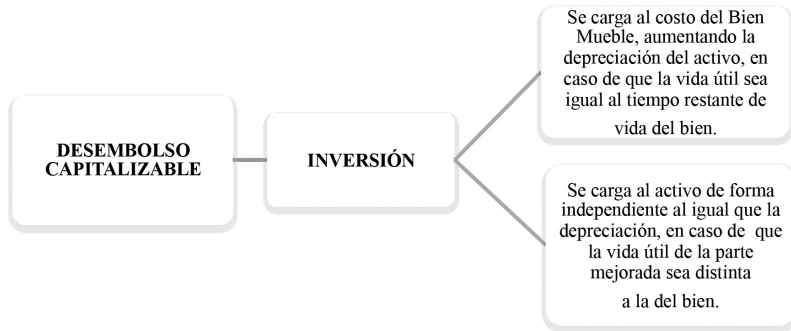 DESEMBOLSO
CAPITALIZABLE
INVERSIÓN
Se carga al costo del Bien
Mueble, aumentando la
depreciación del activo, en
caso de que la vida útil sea
igual al tiempo restante de
vida del bien.
Se carga al activo de forma
independiente al igual que la
depreciación, en caso de que
la vida útil de la parte
mejorada sea distinta
a la del bien.